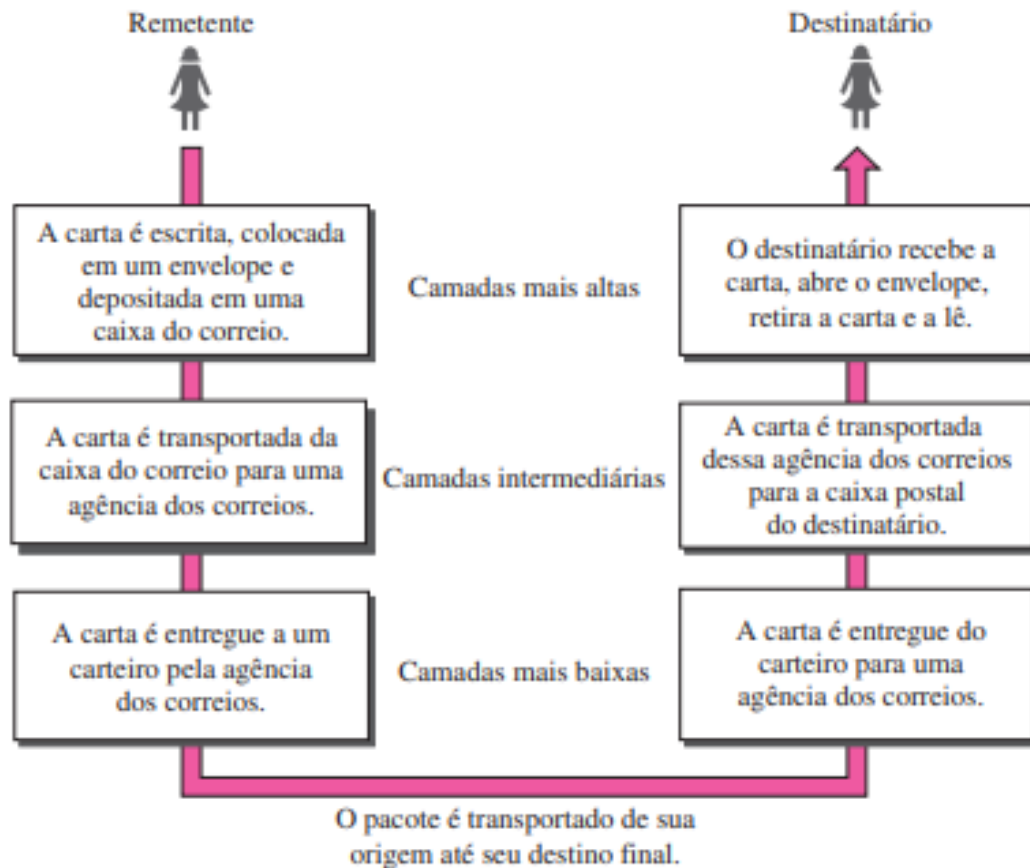 Remetente
Destinatário
A carta é escrita, colocada
em um envelope e
depositada em uma
caixa do correio.
Camadas mais altas
O destinatário recebe a
carta, abre o envelope,
retira a carta e a lê.
A carta é transportada da
caixa do correio para uma
agência dos correios.
Camadas intermediárias
A carta é transportada
dessa agência dos correios
para a caixa postal
do destinatário.
A carta é entregue a um
carteiro pela agência
dos correios.
Camadas mais baixas
A carta é entregue do
carteiro para uma
agência dos correios.
O pacote é transportado de sua
origem até seu destino final.